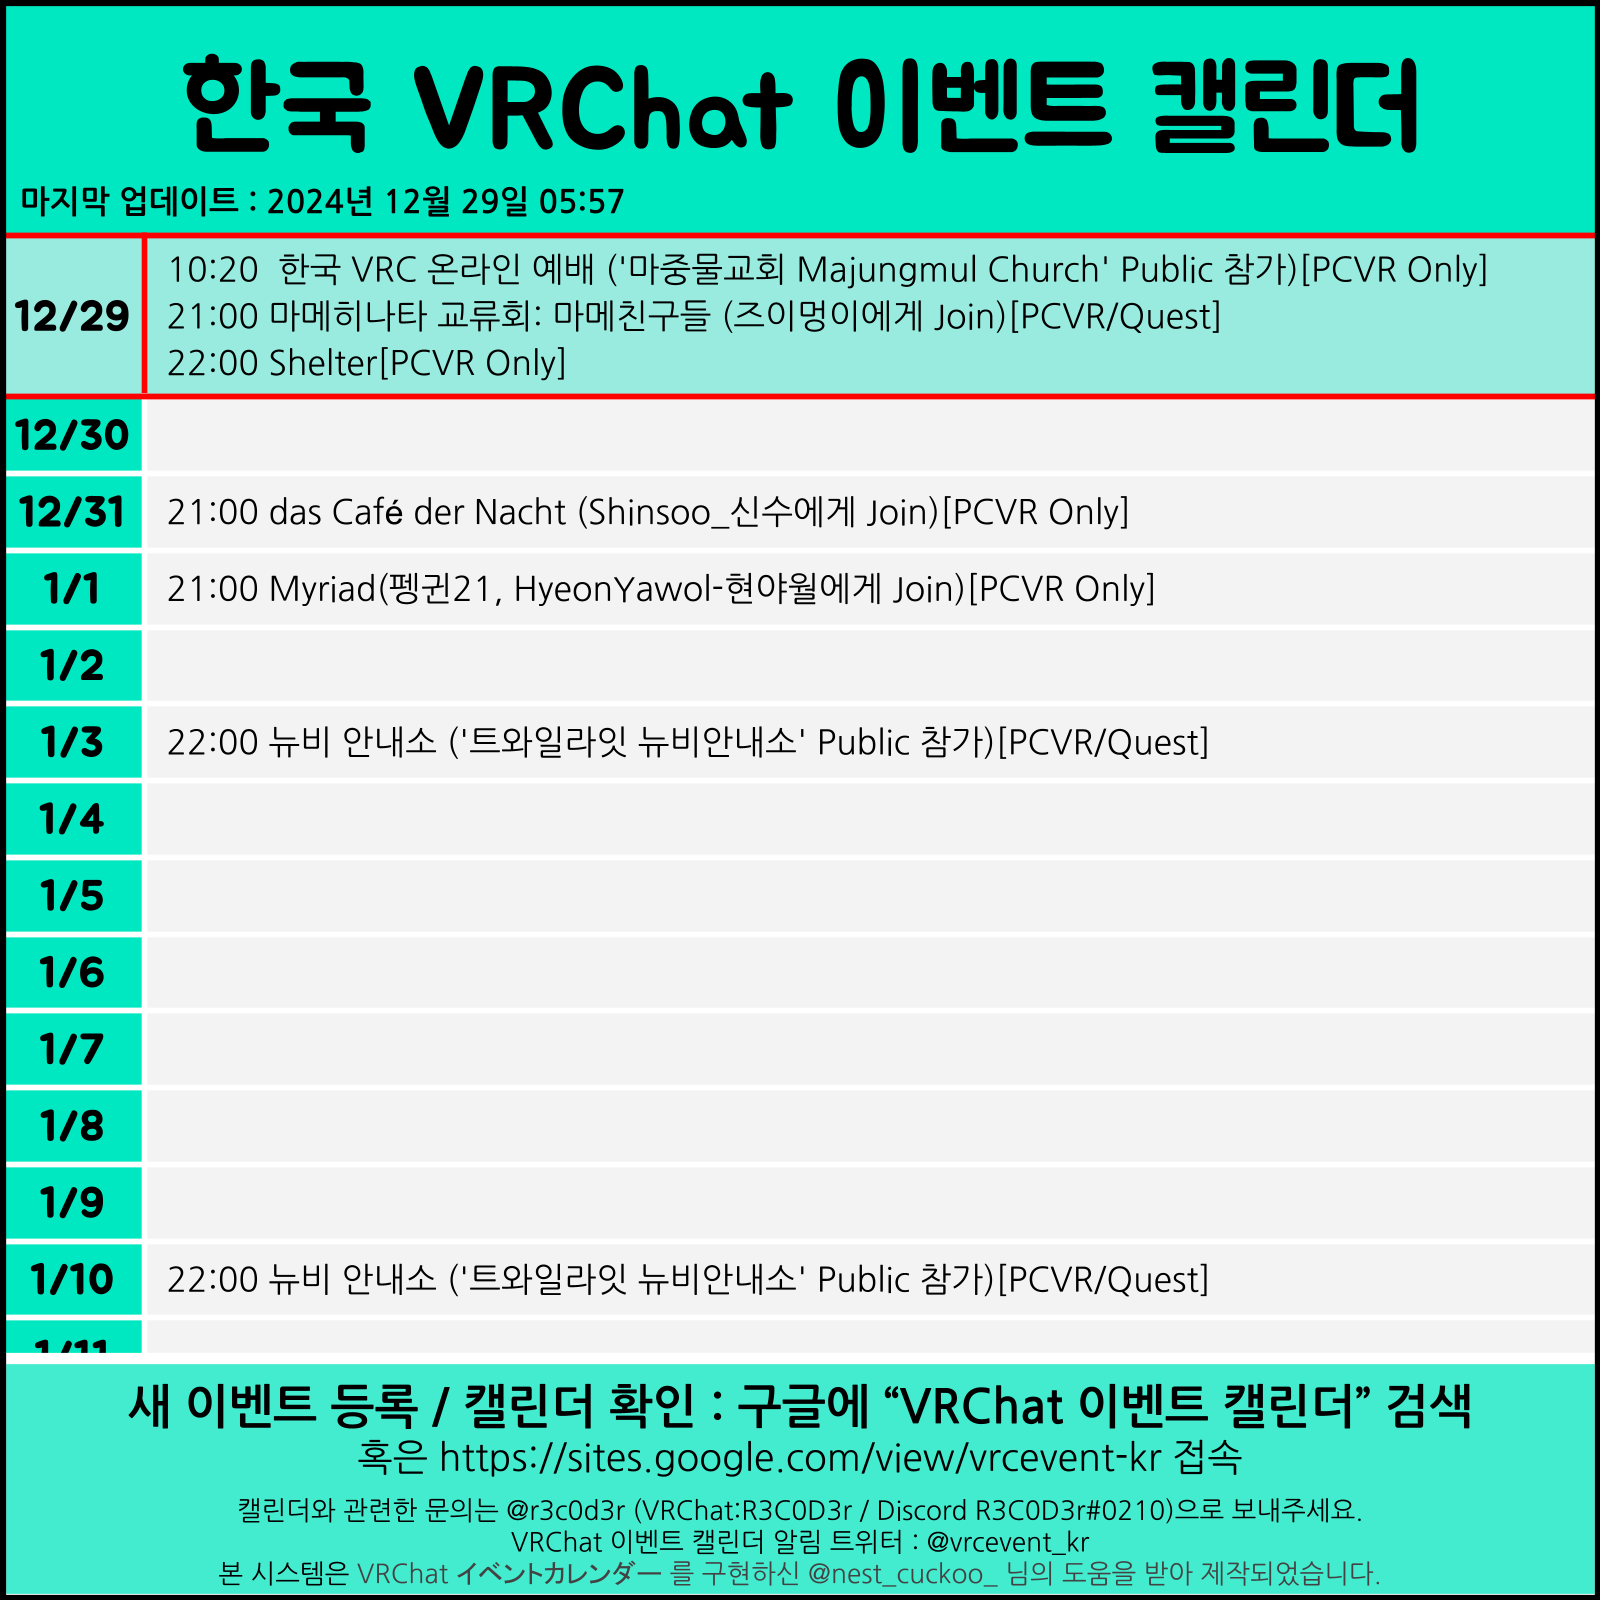 한국 VRChat 이벤트 캘린더
마지막 업데이트 : 2024년 12월 29일 05:57
12/29
10:20 한국 VRC 온라인 예배 ('마중물교회 Majungmul Church' Public 참가)[PCVR Only]
21:00 마메히나타 교류회: 마메친구들 (즈이멍이에게 Join)[PCVR/Quest]
22:00 Shelter[PCVR Only]
12/30
12/31
21:00 das Café der Nacht (Shinsoo_신수에게 Join)[PCVR Only]
1/1
21:00 Myriad(펭귄21, HyeonYawol-현야월에게 Join)[PCVR Only]
1/2
1/3
22:00 뉴비 안내소 ('트와일라잇 뉴비안내소' Public 참가)[PCVR/Quest]
1/4
1/5
1/6
1/7
1/8
1/9
1/10
22:00 뉴비 안내소 ('트와일라잇 뉴비안내소' Public 참가)[PCVR/Quest]
1/11
새 이벤트 등록 / 캘린더 확인 : 구글에 “VRChat 이벤트 캘린더” 검색
혹은 https://sites.google.com/view/vrcevent-kr 접속
캘린더와 관련한 문의는 @r3c0d3r (VRChat:R3C0D3r / Discord R3C0D3r#0210)으로 보내주세요.
VRChat 이벤트 캘린더 알림 트위터 : @vrcevent_kr
본 시스템은 VRChat イベントカレンダー 를 구현하신 @nest_cuckoo_ 님의 도움을 받아 제작되었습니다.